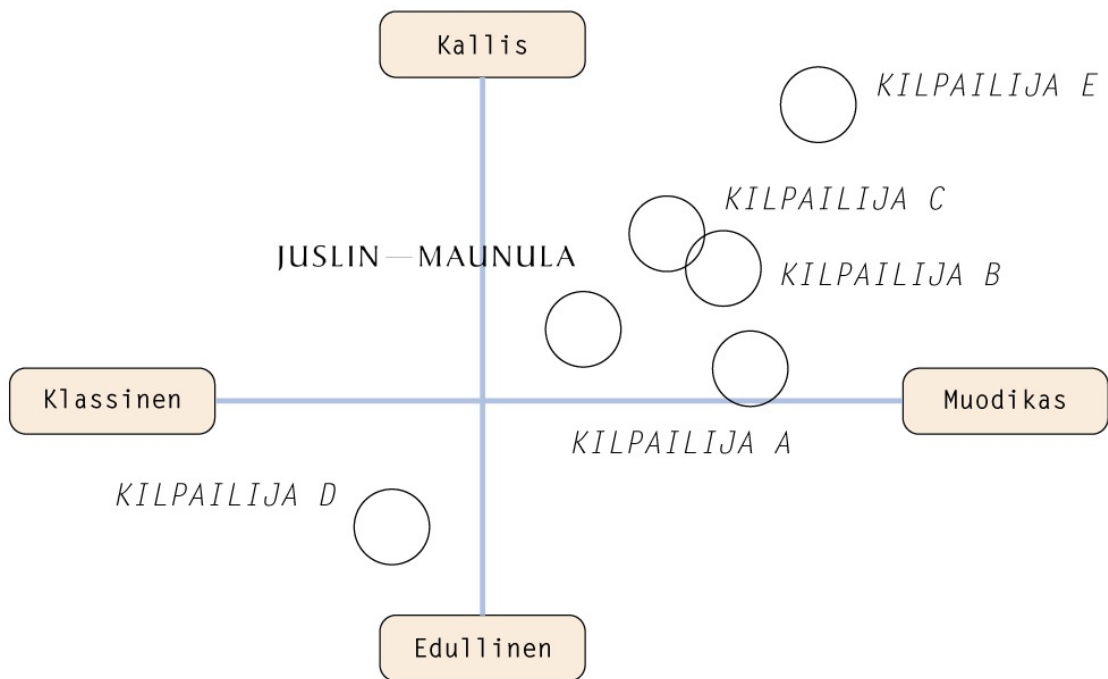 Kallis
KILPAILIJA E
KILPAILIJA C
JUSLIN—MAUNULA
KILPAILIJA B
Klassinen
Muodikas
KILPAILIJA A
KILPAILIJA D
Edullinen